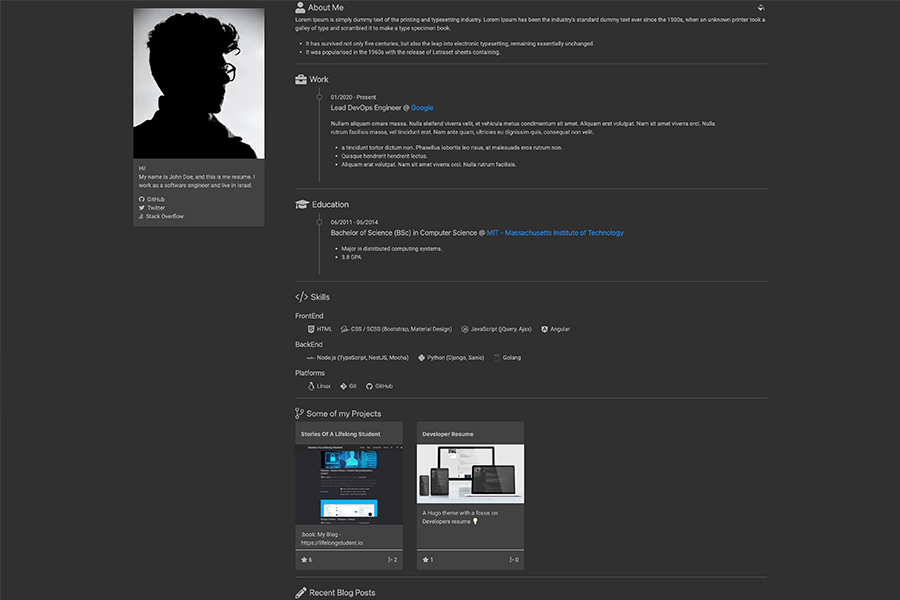 Hi!
My name is John Doe, and this is me resume. I
work as a software engineer and live in Israel.
GitHub
Twitter
Stack Overflow
About Me
Lorem Ipsum is simply dummy text of the printing and typesetting industry. Lorem Ipsum has been the industry's standard dummy text ever since the 1500s, when an unknown printer took a
galley of type and scrambled it to make a type specimen book.
• It has survived not only five centuries, but also the leap into electronic typesetting, remaining essentially unchanged.
• It was popularised in the 1960s with the release of Letraset sheets containing.
Work
01/2020 - Present
Lead DevOps Engineer @ Google
Nullam aliquam ornare massa. Nulla eleifend viverra velit, et vehicula metus condimentum sit amet. Aliquam erat volutpat. Nam sit amet viverra orci. Nulla
rutrum facilisis massa, vel tincidunt erat. Nam ante quam, ultricies eu dignissim quis, consequat non velit.
• a tincidunt tortor dictum non. Phasellus lobortis leo risus, at malesuada eros rutrum non.
• Quisque hendrerit hendrerit lectus.
• Aliquam erat volutpat. Nam sit amet viverra orci. Nulla rutrum facilisis.
Education
06/2011 - 06/2014
Bachelor of Science (BSc) in Computer Science @ MIT - Massachusetts Institute of Technology
• Major in distributed computing systems.
• 3.8 GPA
</> Skills
FrontEnd
HTML CSS / SCSS (Bootstrap, Material Design) JavaScript (jQuery, Ajax) Angular
BackEnd
Node.js (TypeScript, NestJS, Mocha) Python (Django, Sanic) Golang
Platforms
Linux Git GitHub
Some of my Projects
Stories Of A Lifelong Student
:book: My Blog -
https://lifelongstudent.io
6 2
Developer Resume
A Hugo theme with a focus on
Developers resume
1 0
Recent Blog Posts